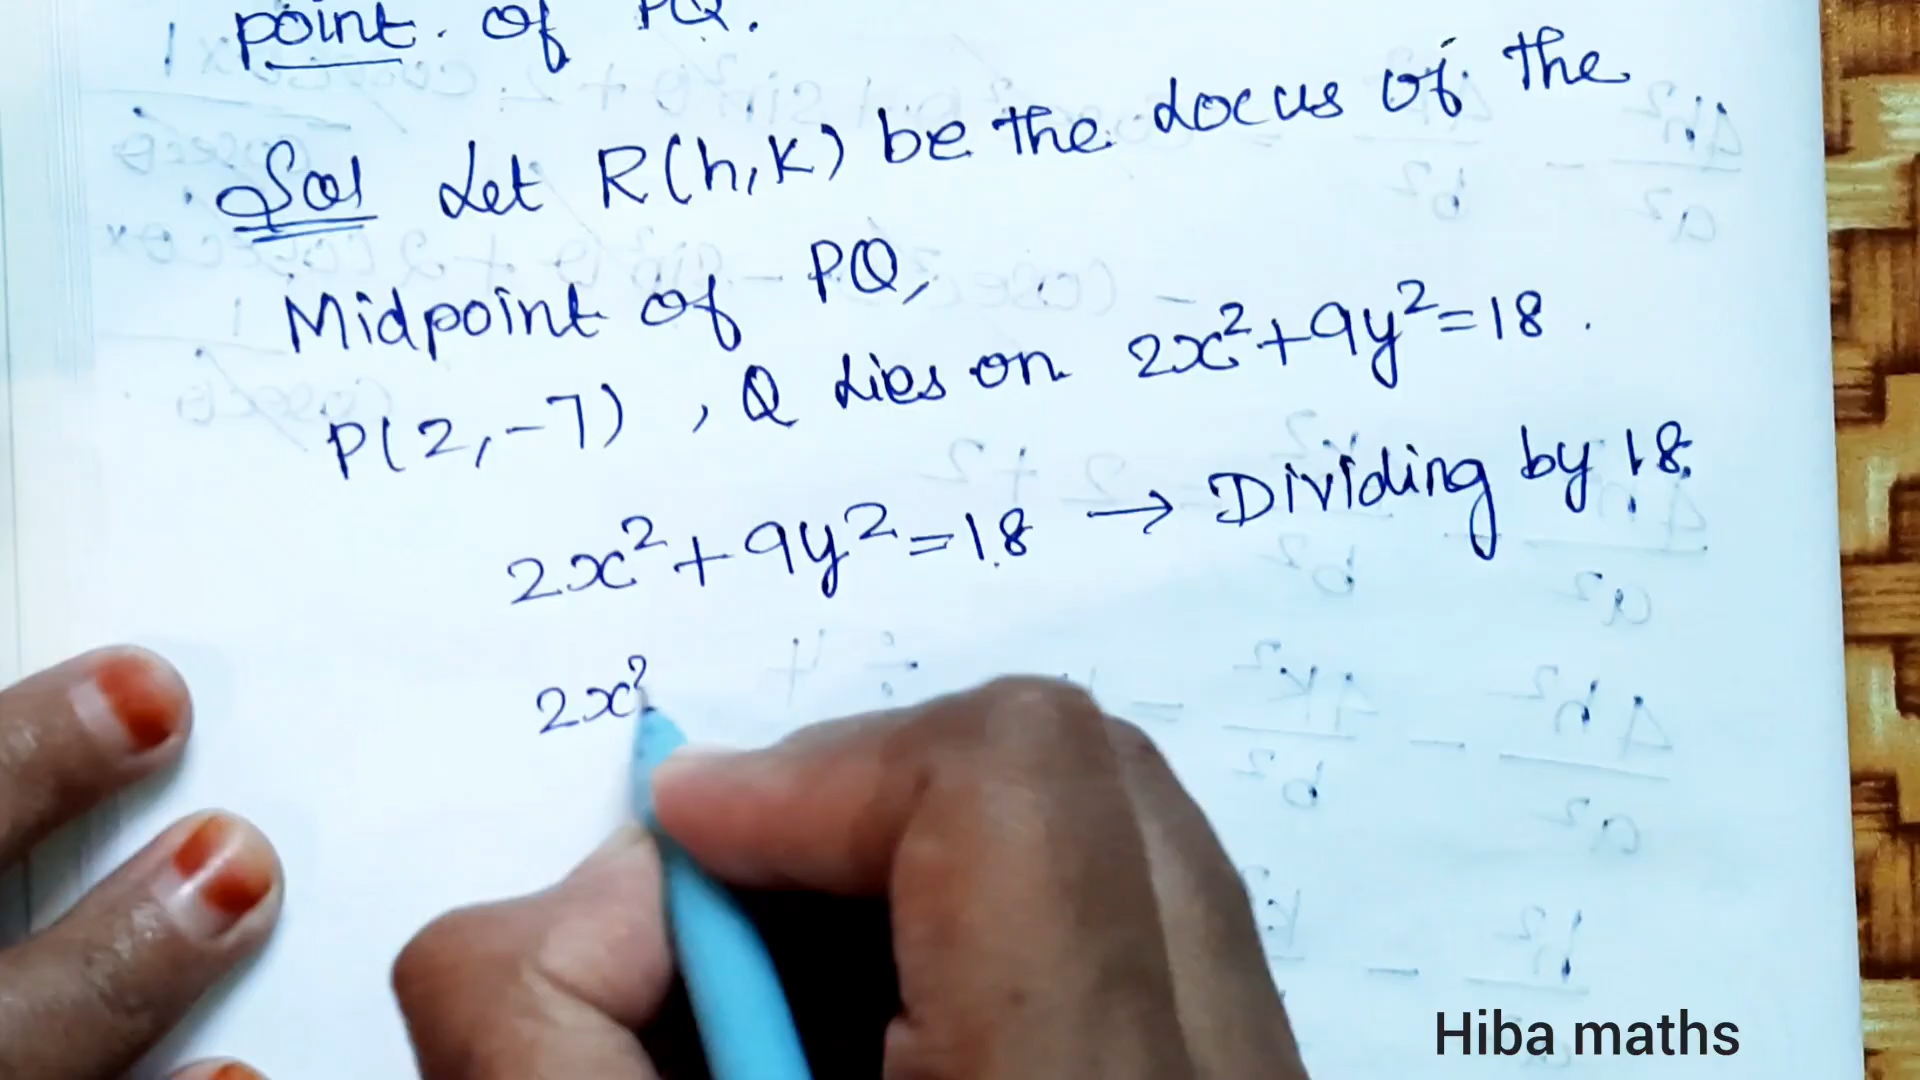 point. of PQ.
Sol Let R(h,k) be the Locus of the
Midpoint of PQ,
P(2,-7), Q Lies on 2x²+9y²=18.
2x²+9y²=18 → Dividing by 18.
2x²
Hiba maths